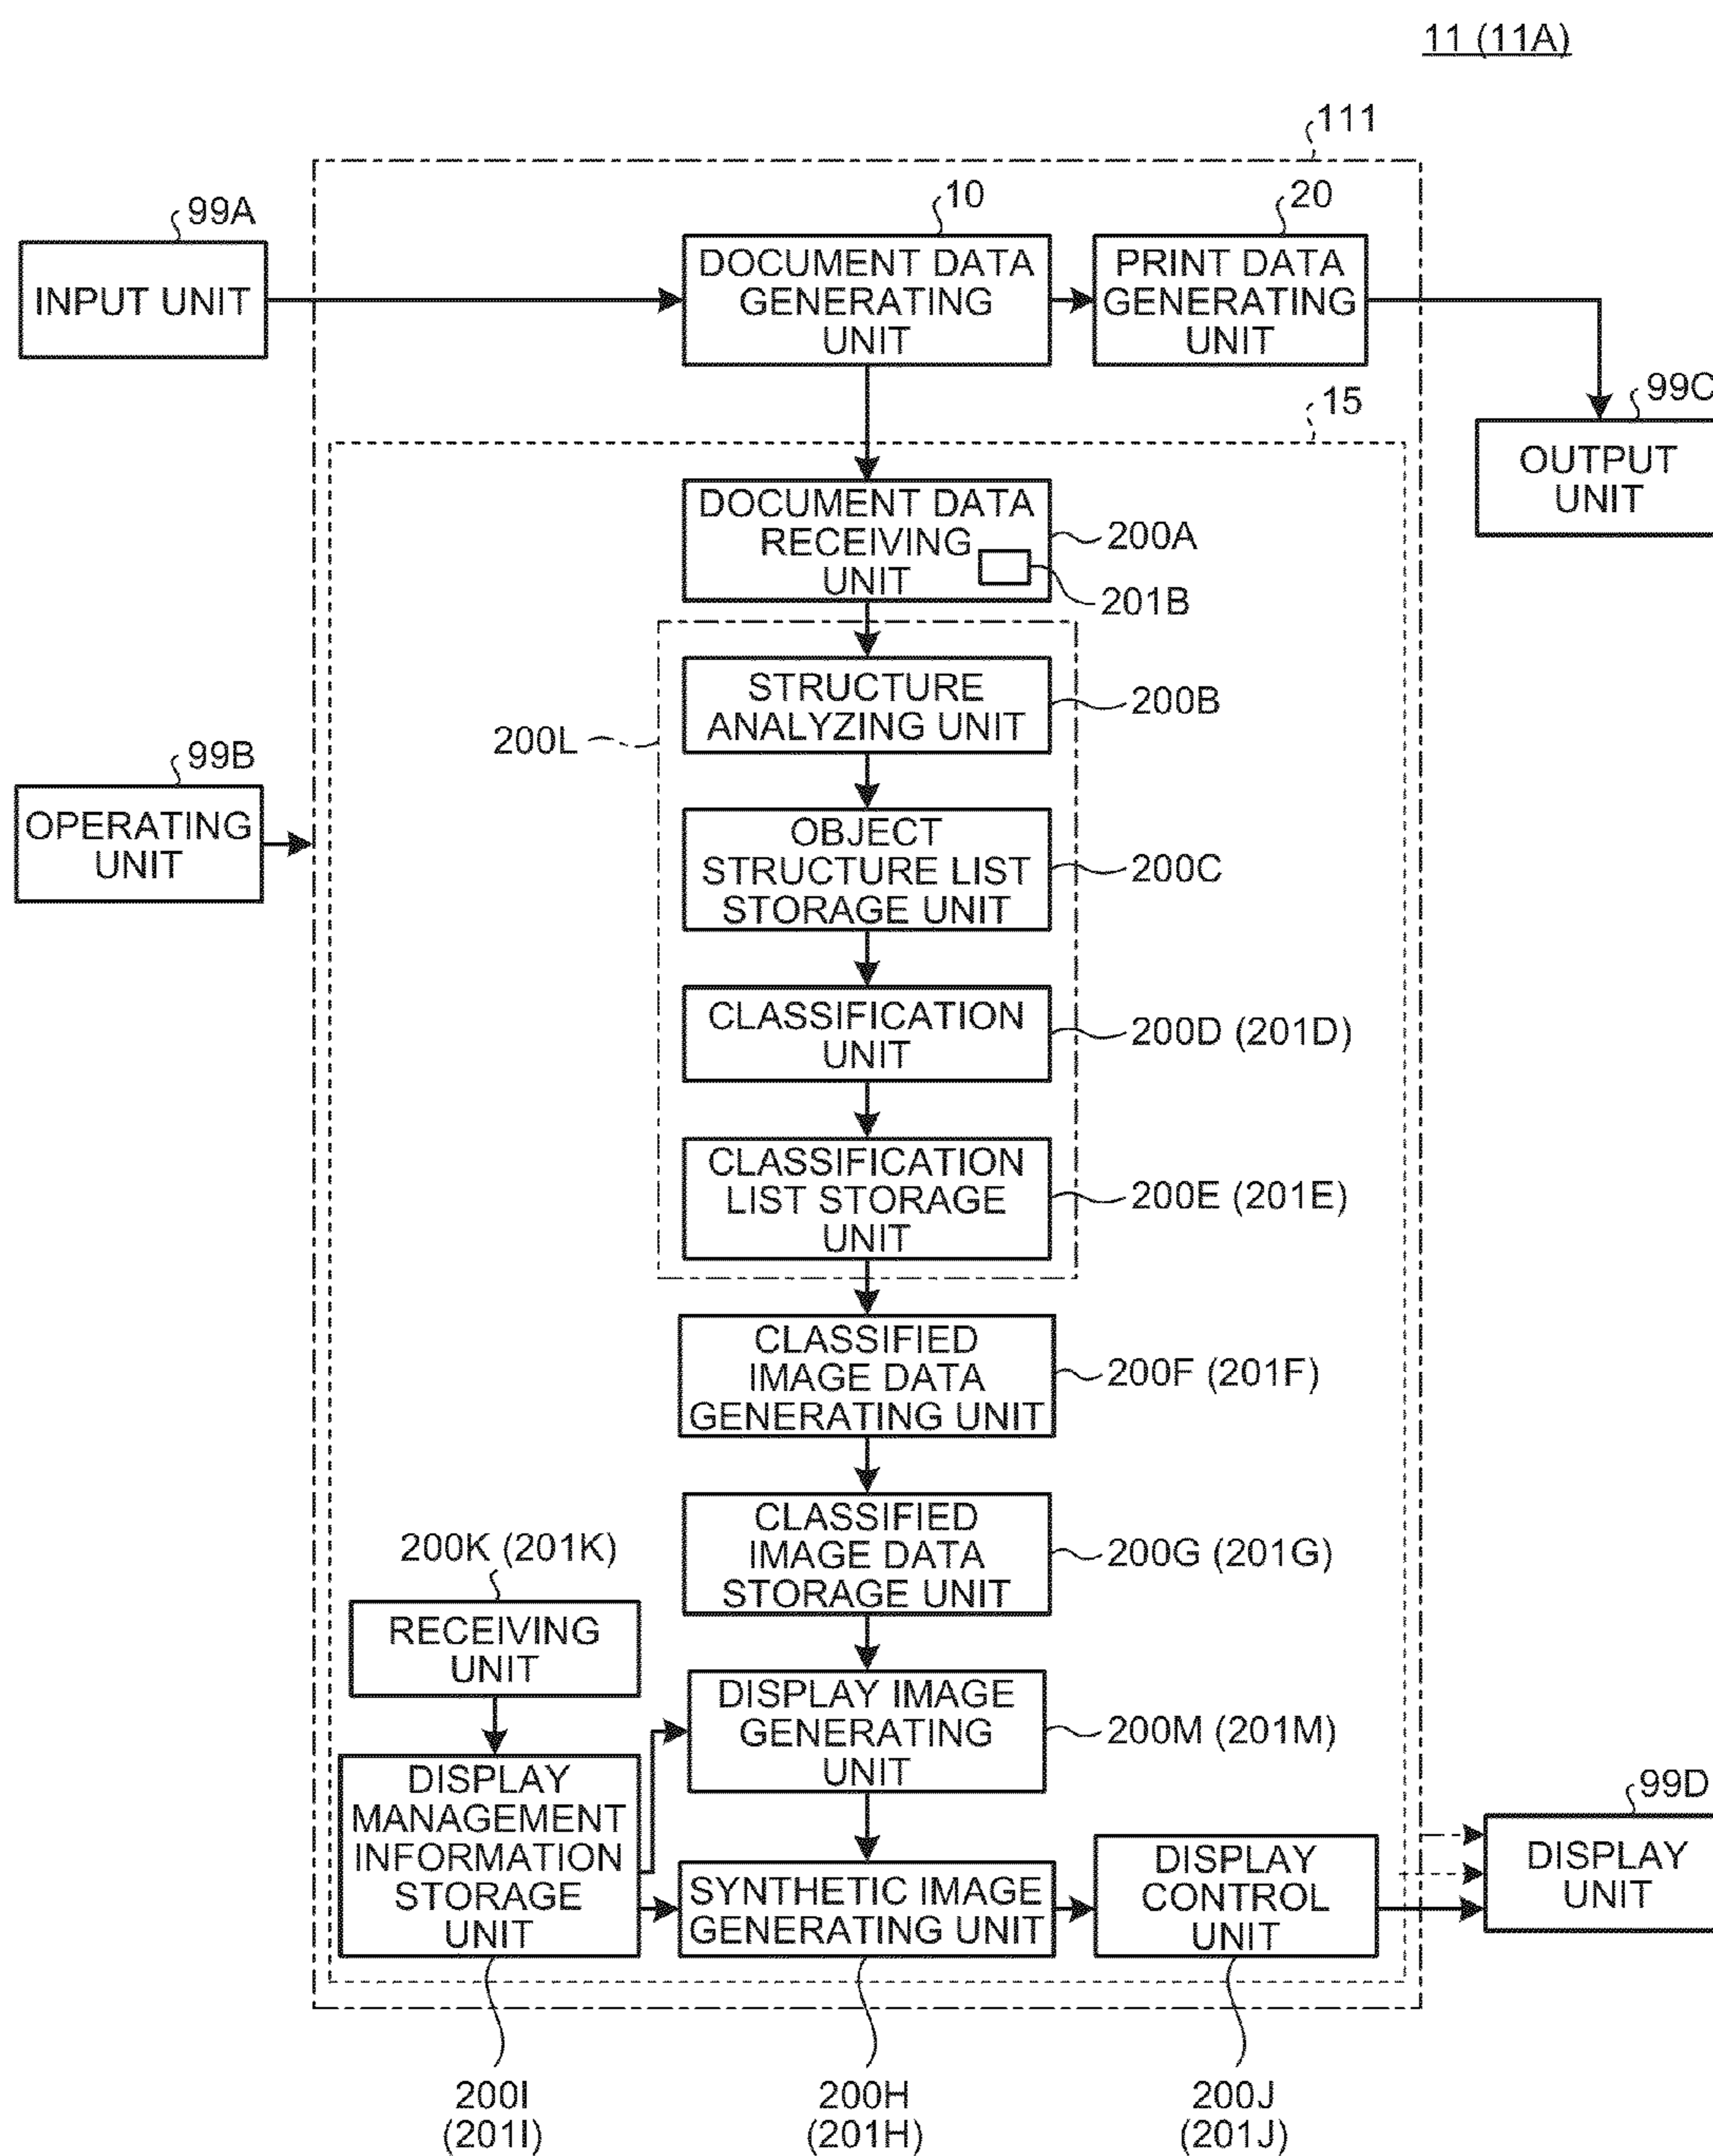 11 (11A)
111
99A
10
20
INPUT UNIT
DOCUMENT DATA
GENERATING
UNIT
PRINT DATA
GENERATING
UNIT
15
99C
OUTPUT
UNIT
DOCUMENT DATA
RECEIVING
UNIT
200A
201B
STRUCTURE
ANALYZING UNIT
200B
200L
99B
OPERATING
UNIT
OBJECT
STRUCTURE LIST
STORAGE UNIT
200C
CLASSIFICATION
UNIT
200D (201D)
CLASSIFICATION
LIST STORAGE
UNIT
200E (201E)
CLASSIFIED
IMAGE DATA
GENERATING UNIT
200F (201F)
CLASSIFIED
IMAGE DATA
STORAGE UNIT
200G (201G)
200K (201K)
RECEIVING
UNIT
DISPLAY IMAGE
GENERATING
UNIT
200M (201M)
DISPLAY
MANAGEMENT
INFORMATION
STORAGE
UNIT
SYNTHETIC IMAGE
GENERATING UNIT
DISPLAY
CONTROL
UNIT
99D
DISPLAY
UNIT
200I
(201I)
200H
(201H)
200J
(201J)